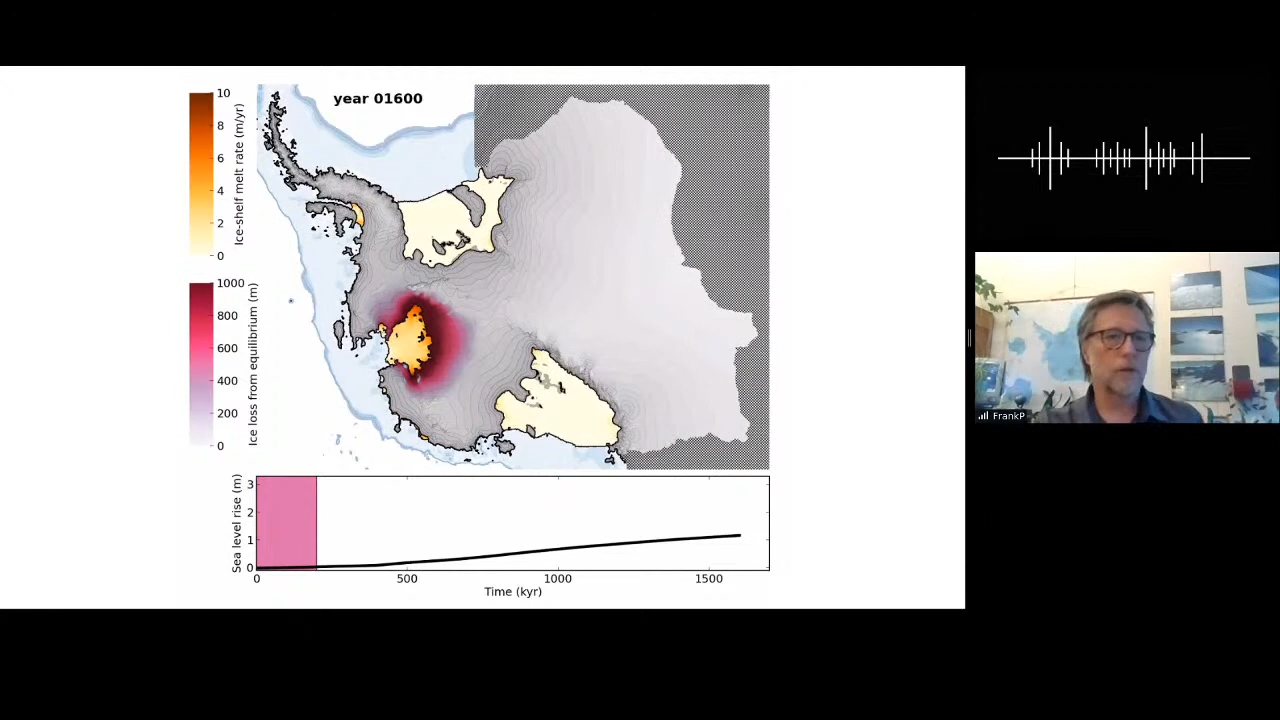 year 01600
10
8
6
4
2
0
Ice-shelf melt rate (m/yr)
1000
800
600
400
200
0
Ice loss from equilibrium (m)
3
2
1
0
Sea level rise (m)
0 500 1000 1500
Time (kyr)
FrankP